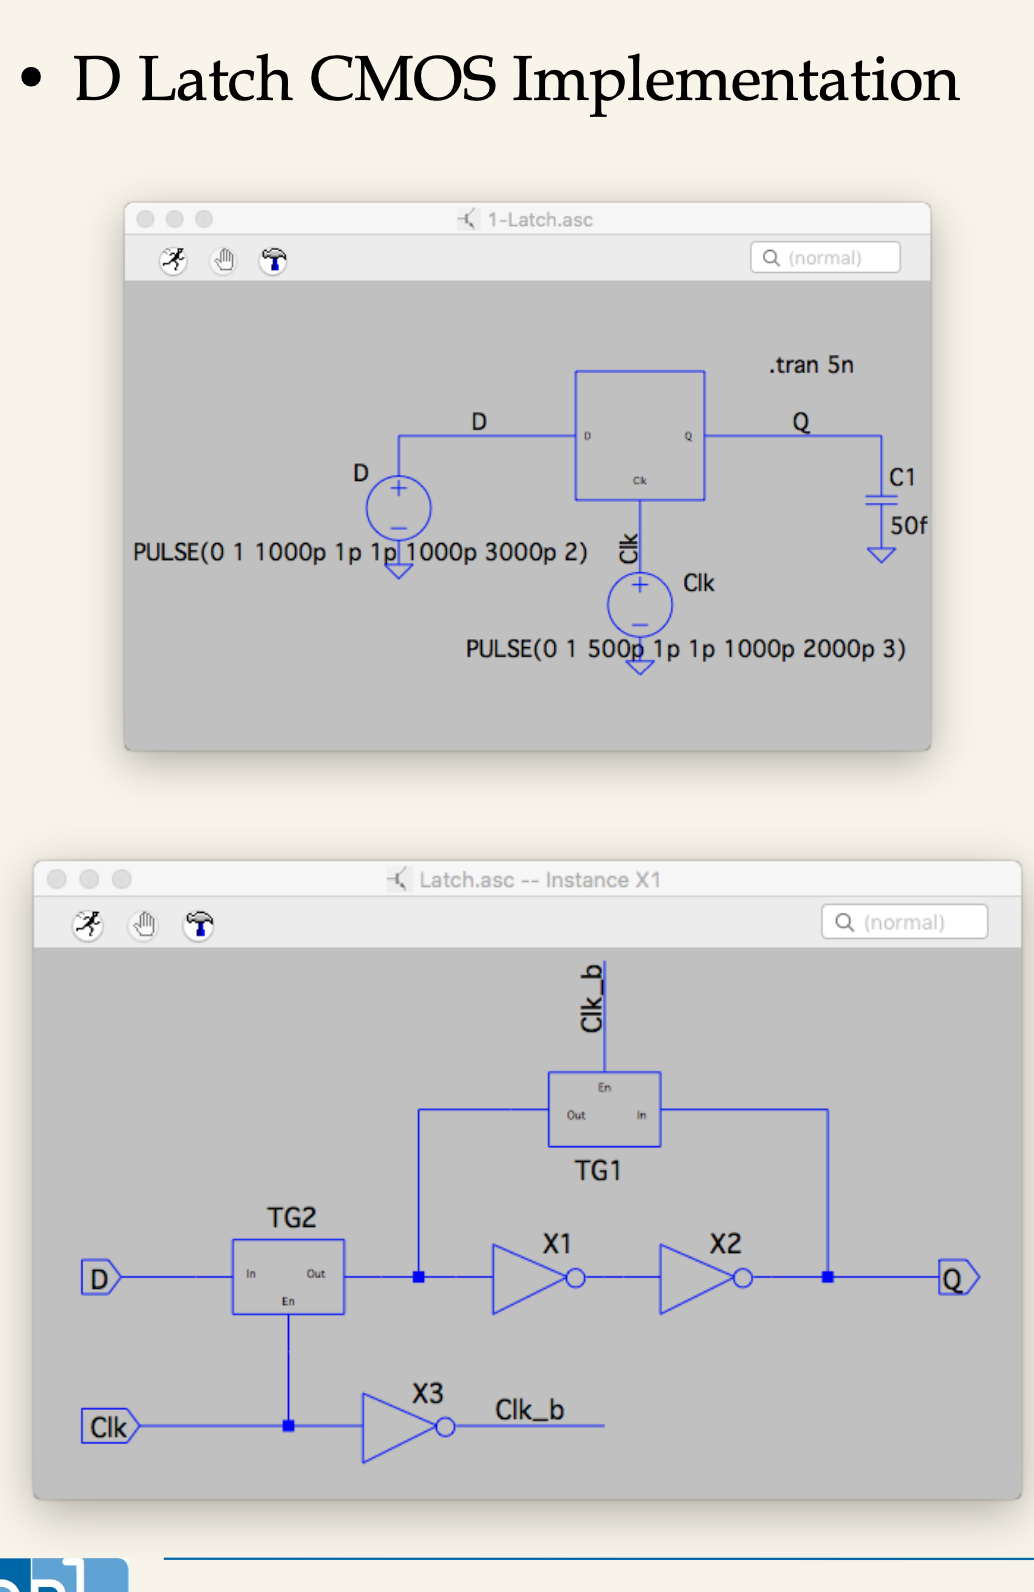 • D Latch CMOS Implementation
1-Latch.asc
(normal)
.tran 5n
D
Q
D
D
Q
C1
Clk
50f
Clk
PULSE(0 1 1000p 1p 1p 1000p 3000p 2)
Clk
PULSE(0 1 500p 1p 1p 1000p 2000p 3)
Latch.asc -- Instance X1
(normal)
Clk_b
En
Out
In
TG1
TG2
X1
X2
D
In
Out
Q
En
X3
Clk
Clk_b